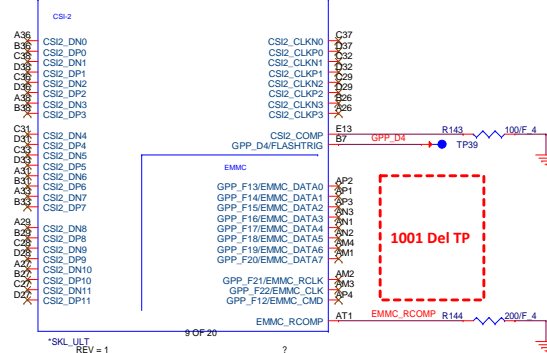 CSI-2
A36 CSI2_DN0 CSI2_CLKN0 C37
B36 CSI2_DP0 CSI2_CLKP0 D37
C38 CSI2_DN1 CSI2_CLKN1 C32
D38 CSI2_DP1 CSI2_CLKP1 D32
C36 CSI2_DN2 CSI2_CLKN2 C29
D36 CSI2_DP2 CSI2_CLKP2 D29
A38 CSI2_DN3 CSI2_CLKN3 B26
B38 CSI2_DP3 CSI2_CLKP3 A26
C31 CSI2_DN4 CSI2_COMP E13 R143 100/F_4
D31 CSI2_DP4 GPP_D4/FLASHTRIG B7 GPP_D4 TP39
C33 CSI2_DN5
D33 CSI2_DP5 EMMC
A31 CSI2_DN6
B31 CSI2_DP6 GPP_F13/EMMC_DATA0 AP2
A33 CSI2_DN7 GPP_F14/EMMC_DATA1 AP1
B33 CSI2_DP7 GPP_F15/EMMC_DATA2 AP3
GPP_F16/EMMC_DATA3 AN3
A29 CSI2_DN8 GPP_F17/EMMC_DATA4 AN1
B29 CSI2_DP8 GPP_F18/EMMC_DATA5 AN2
C28 CSI2_DN9 GPP_F19/EMMC_DATA6 AM4
D28 CSI2_DP9 GPP_F20/EMMC_DATA7 AM1
1001 Del TP
A27 CSI2_DN10
B27 CSI2_DP10 GPP_F21/EMMC_RCLK AM2
C27 CSI2_DN11 GPP_F22/EMMC_CLK AM3
D27 CSI2_DP11 GPP_F12/EMMC_CMD AP4
EMMC_RCOMP AT1 EMMC_RCOMP R144 200/F_4
9 OF 20
*SKL_ULT
REV = 1 ?